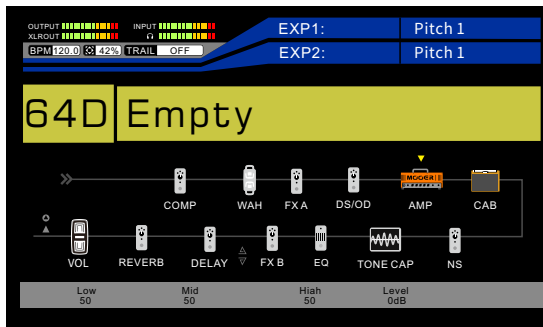 OUTPUT INPUT
XLROUT
BPM 120.0 42% TRAIL OFF
EXP1: Pitch 1
EXP2: Pitch 1
64D Empty
MOOER
COMP WAH FX A DS/OD AMP CAB
VOL REVERB DELAY FX B EQ TONE CAP NS
Low Mid High Level
50 50 50 0dB